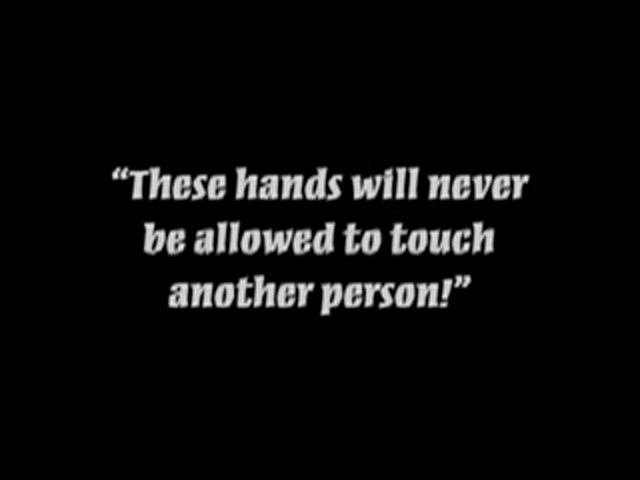 “These hands will never
be allowed to touch
another person!”